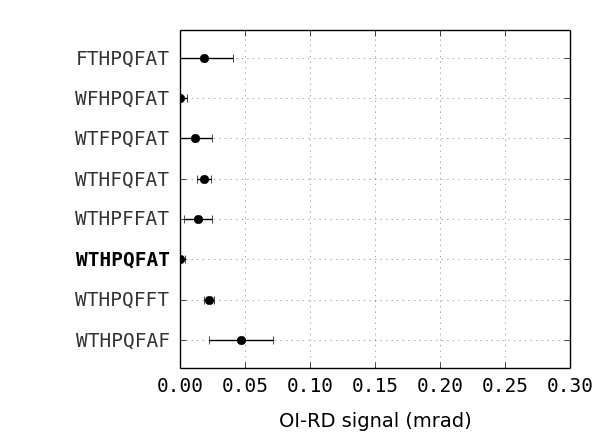 FTHPQFAT
WFHPQFAT
WTFPQFAT
WTHFQFAT
WTHPFFAT
WTHPQFAT
WTHPQFFT
WTHPQFAF
0.00 0.05 0.10 0.15 0.20 0.25 0.30
OI-RD signal (mrad)